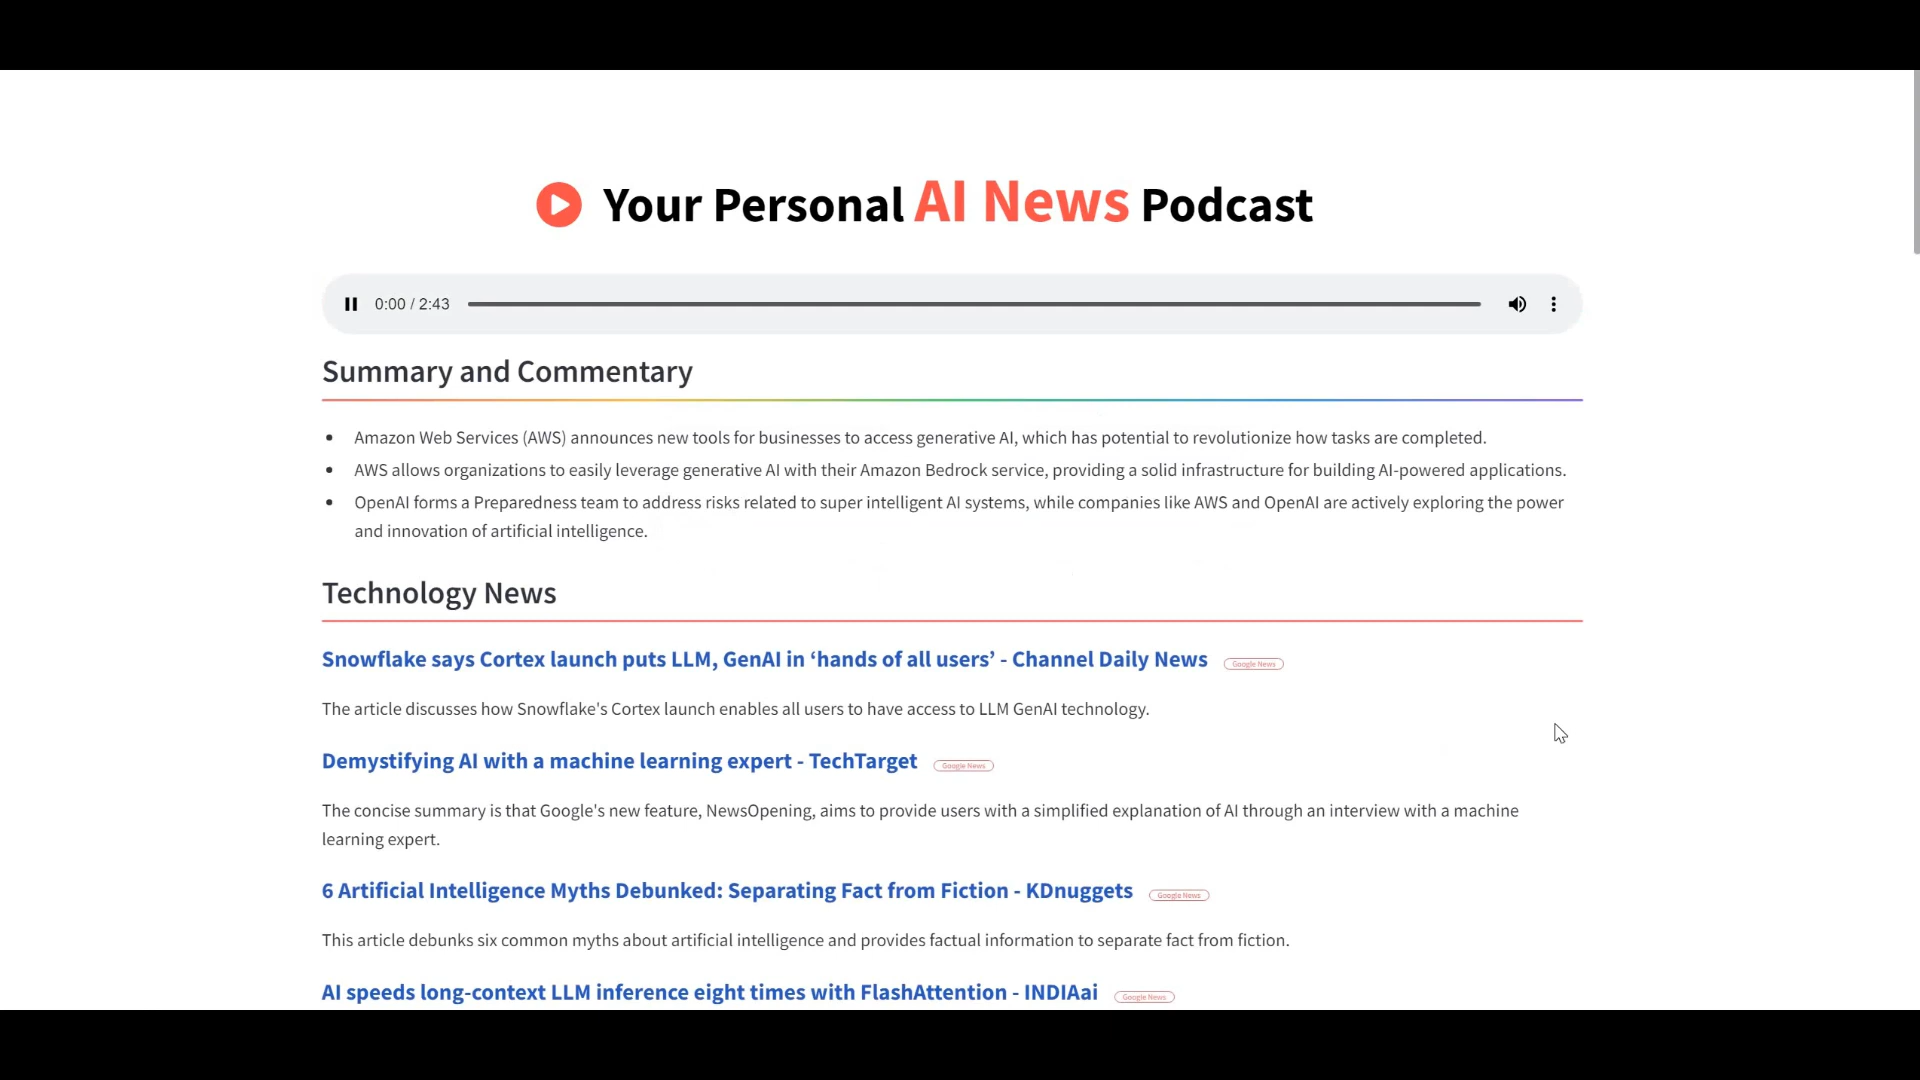 Your Personal AI News Podcast
0:00 / 2:43
Summary and Commentary
• Amazon Web Services (AWS) announces new tools for businesses to access generative AI, which has potential to revolutionize how tasks are completed.
• AWS allows organizations to easily leverage generative AI with their Amazon Bedrock service, providing a solid infrastructure for building AI-powered applications.
• OpenAI forms a Preparedness team to address risks related to super intelligent AI systems, while companies like AWS and OpenAI are actively exploring the power
and innovation of artificial intelligence.
Technology News
Snowflake says Cortex launch puts LLM, GenAI in ‘hands of all users’ - Channel Daily News Google News
The article discusses how Snowflake's Cortex launch enables all users to have access to LLM GenAI technology.
Demystifying AI with a machine learning expert - TechTarget Google News
The concise summary is that Google's new feature, NewsOpening, aims to provide users with a simplified explanation of AI through an interview with a machine
learning expert.
6 Artificial Intelligence Myths Debunked: Separating Fact from Fiction - KDnuggets Google News
This article debunks six common myths about artificial intelligence and provides factual information to separate fact from fiction.
AI speeds long-context LLM inference eight times with FlashAttention - INDIAai Google News